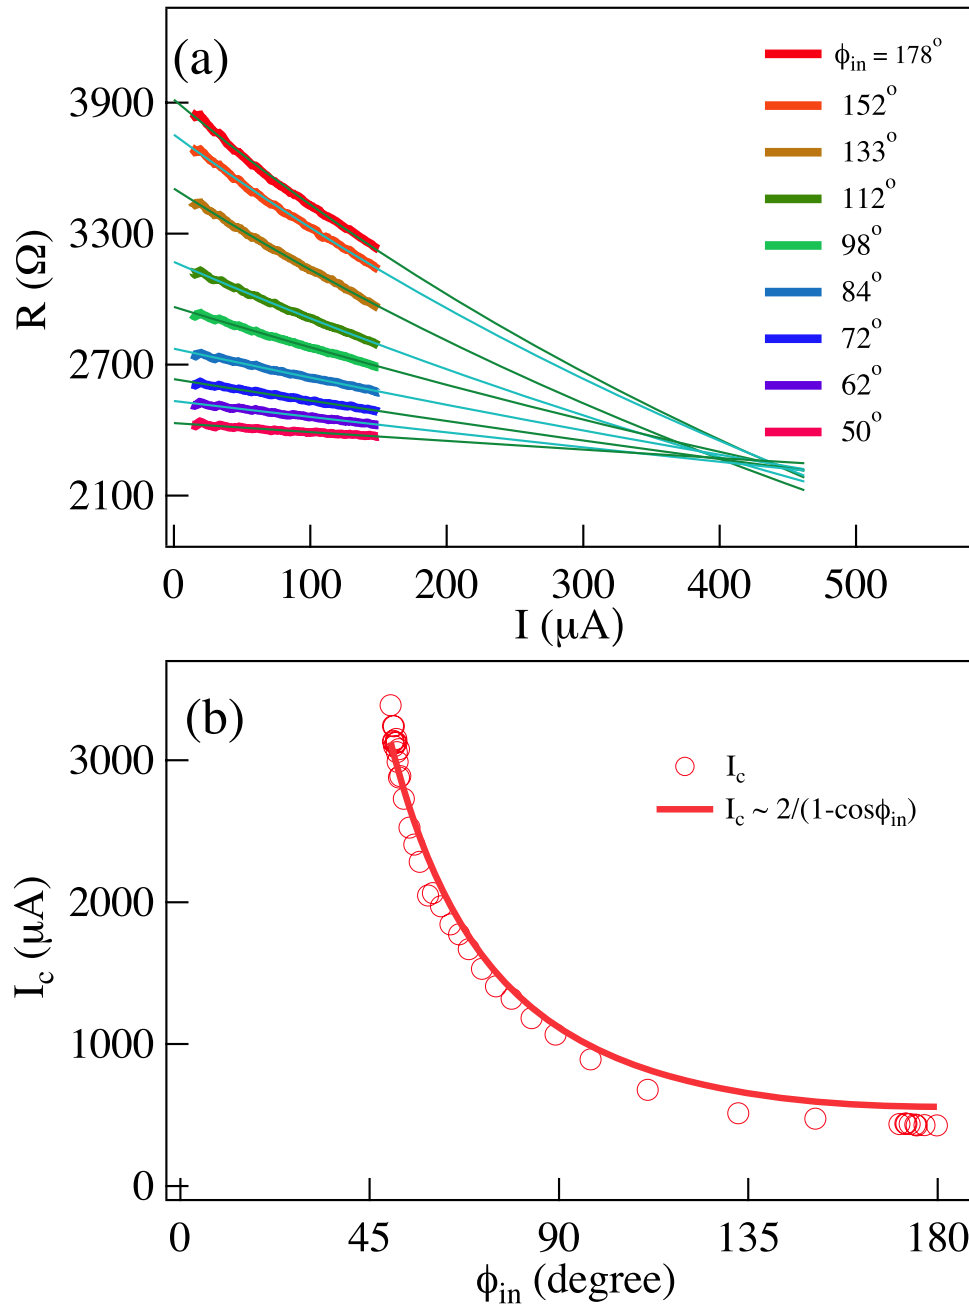 (a)
ϕin = 178°
152°
133°
112°
98°
84°
72°
62°
50°
3900
3300
2700
2100
R (Ω)
0 100 200 300 400 500
I (μA)
(b)
Ic
Ic ~ 2/(1-cosϕin)
3000
2000
1000
0
Ic (μA)
0 45 90 135 180
ϕin (degree)